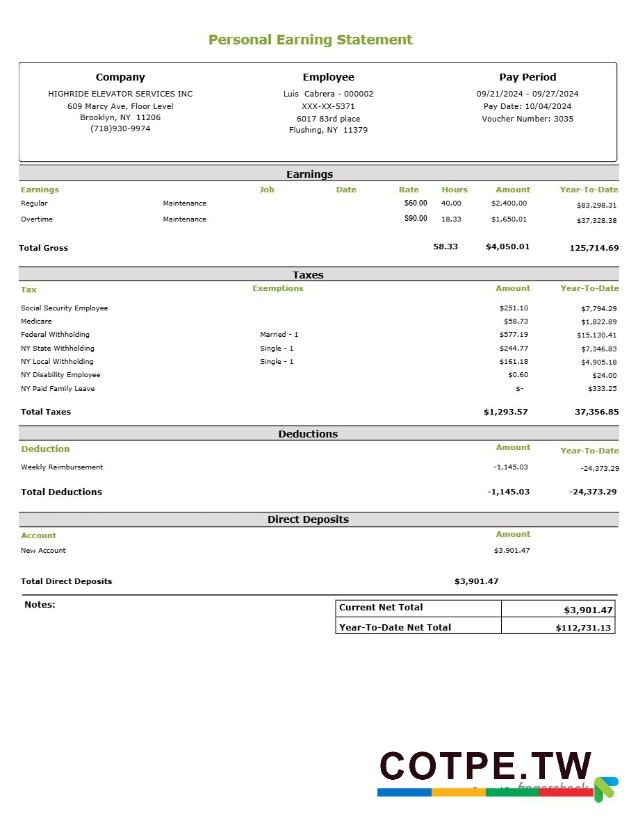 Personal Earning Statement
Company Employee Pay Period
HIGHRIDE ELEVATOR SERVICES INC Luis Cabrera - 000002 09/21/2024 - 09/27/2024
609 Marcy Ave, Floor Level XXX-XX-5371 Pay Date: 10/04/2024
Brooklyn, NY 11206 6017 83rd place Voucher Number: 3035
(718)930-9974 Flushing, NY 11379
Earnings
Earnings Job Date Rate Hours Amount Year-To-Date
Regular Maintenance $60.00 40.00 $2,400.00 $83,298.31
Overtime Maintenance $90.00 18.33 $1,650.01 $37,328.38
Total Gross 58.33 $4,050.01 125,714.69
Taxes
Tax Exemptions Amount Year-To-Date
Social Security Employee $251.10 $7,794.29
Medicare $58.73 $1,822.89
Federal Withholding Married - 1 $577.19 $15,130.41
NY State Withholding Single - 1 $244.77 $7,346.83
NY Local Withholding Single - 1 $161.18 $4,905.18
NY Disability Employee $0.60 $24.00
NY Paid Family Leave $- $333.25
Total Taxes $1,293.57 37,356.85
Deductions
Deduction Amount Year-To-Date
Weekly Reimbursement -1,145.03 -24,373.29
Total Deductions -1,145.03 -24,373.29
Direct Deposits
Account Amount
New Account $3,901.47
Total Direct Deposits $3,901.47
Notes: Current Net Total $3,901.47
Year-To-Date Net Total $112,731.13
COTPE.TW